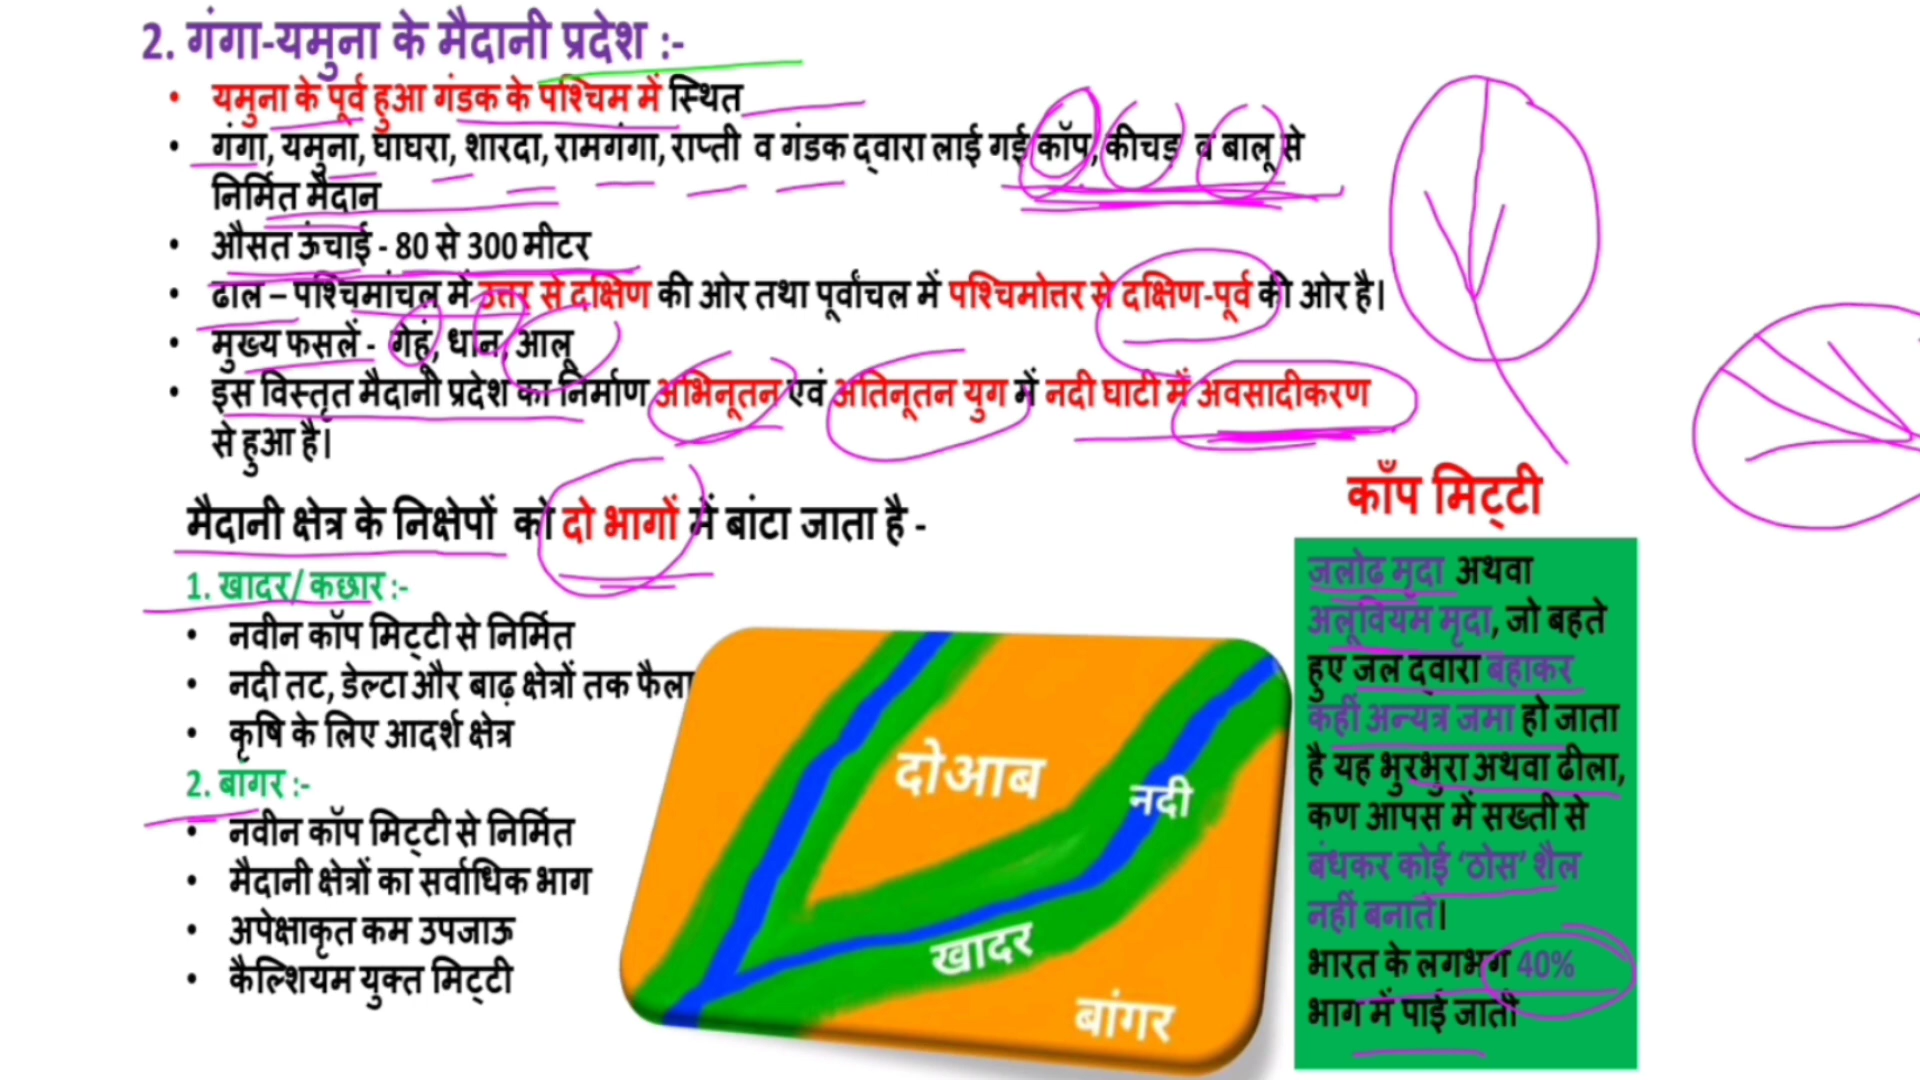 2. गंगा-यमुना के मैदानी प्रदेश :-
• यमुना के पूर्व हुआ गंडक के पश्चिम में स्थित
• गंगा, यमुना, घाघरा, शारदा, रामगंगा, राप्ती व गंडक द्वारा लाई गई कॉप, कीचड़ व बालू से
निर्मित मैदान
• औसत ऊंचाई - 80 से 300 मीटर
• ढाल – पश्चिमांचल में उत्तर से दक्षिण की ओर तथा पूर्वांचल में पश्चिमोत्तर से दक्षिण-पूर्व की ओर है।
• मुख्य फसलें - गेहूं, धान, आलू
• इस विस्तृत मैदानी प्रदेश का निर्माण अभिनूतन एवं अतिनूतन युग में नदी घाटी में अवसादीकरण
से हुआ है।
मैदानी क्षेत्र के निक्षेपों को दो भागों में बांटा जाता है -
1. खादर/ कछार :-
• नवीन कॉप मिट्टी से निर्मित
• नदी तट, डेल्टा और बाढ़ क्षेत्रों तक फैला
• कृषि के लिए आदर्श क्षेत्र
2. बांगर :-
• नवीन कॉप मिट्टी से निर्मित
• मैदानी क्षेत्रों का सर्वाधिक भाग
• अपेक्षाकृत कम उपजाऊ
• कैल्शियम युक्त मिट्टी
दोआब
नदी
खादर
बांगर
कॉप मिट्टी
जलोढ मृदा अथवा
अलूवियम मृदा, जो बहते
हुए जल द्वारा बहाकर
कहीं अन्यत्र जमा हो जाता
है यह भुरभुरा अथवा ढीला,
कण आपस में सख्ती से
बंधकर कोई ‘ठोस’ शैल
नहीं बनाते।
भारत के लगभग 40%
भाग में पाई जाती